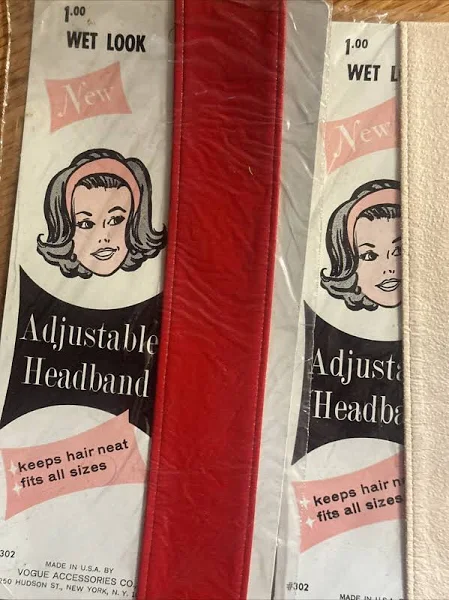 1.00
WET LOOK
New
Adjustable
Headband
keeps hair neat
fits all sizes
302
MADE IN U.S.A. BY
VOGUE ACCESSORIES CO
250 HUDSON ST., NEW YORK, N. Y. 1
1.00
WET L
New
Adjusta
Headba
keeps hair n
fits all sizes
#302
MADE IN U.S.